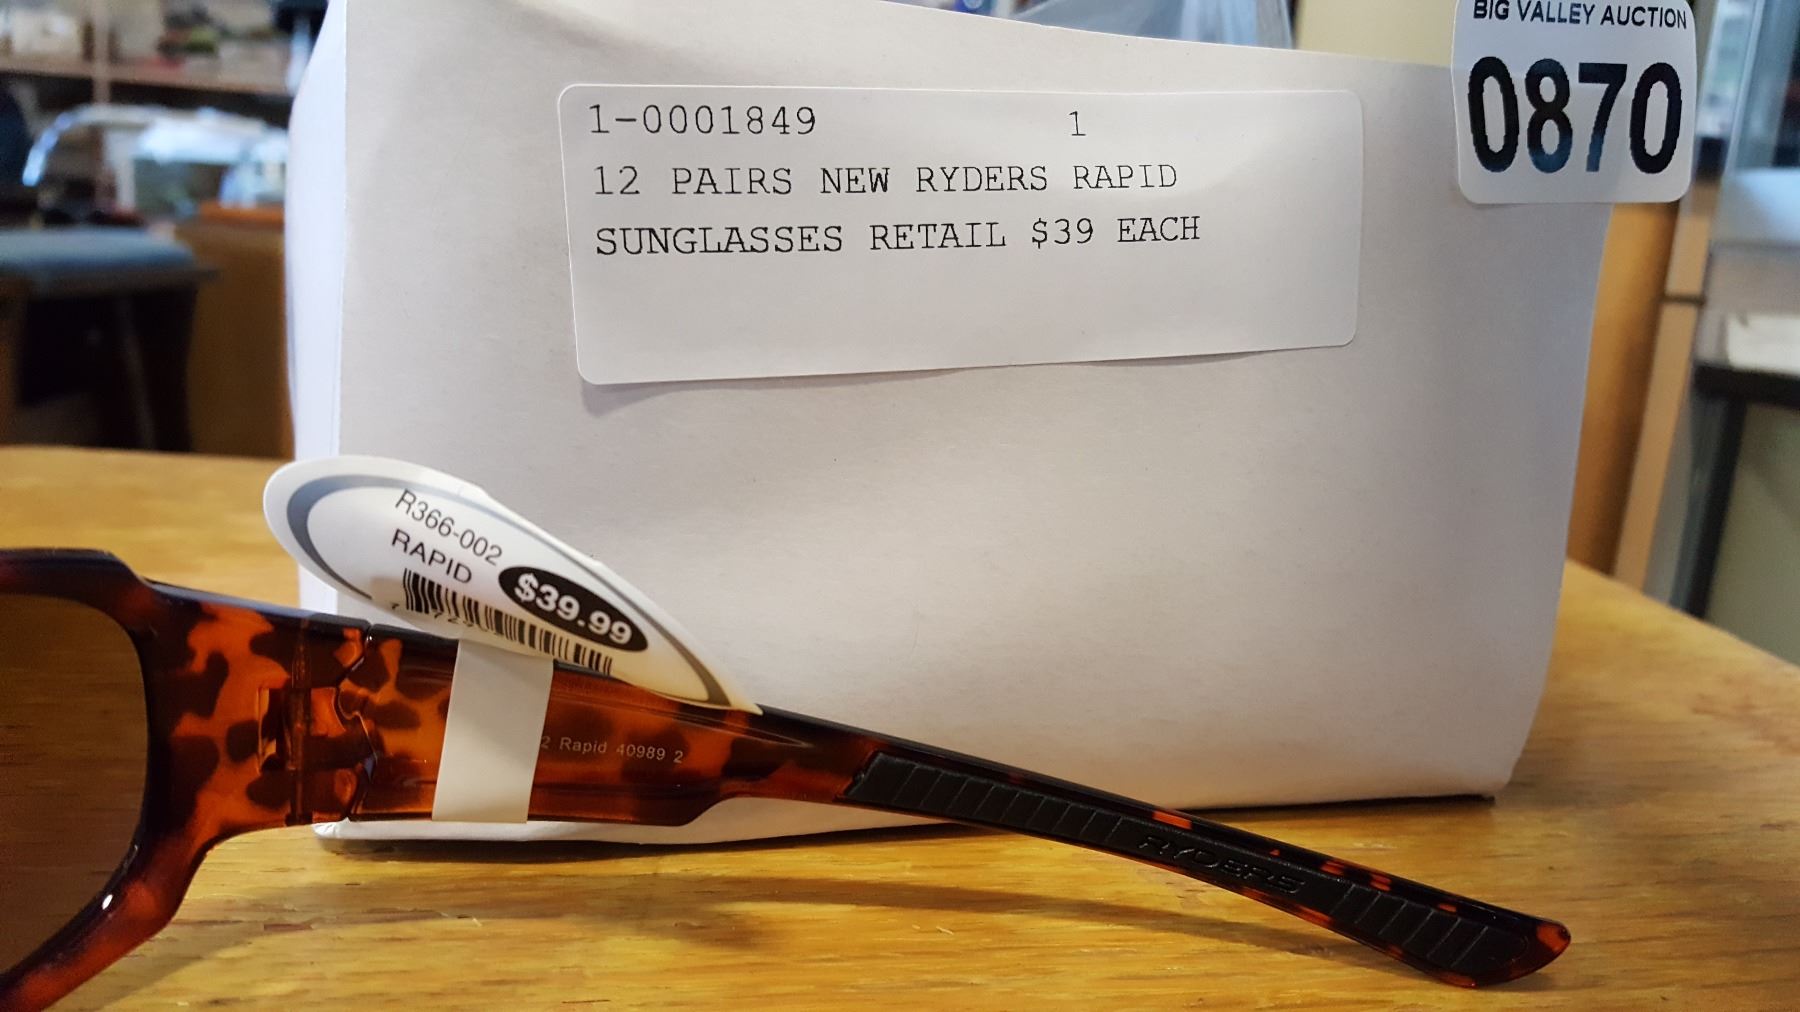 BIG VALLEY AUCTION
0870
1-0001849 1
12 PAIRS NEW RYDERS RAPID
SUNGLASSES RETAIL $39 EACH
R366-002
RAPID
$39.99
2 Rapid 40989 2
RYDERS